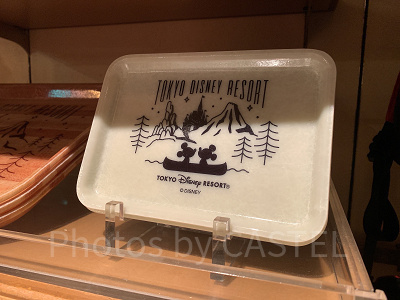 TOKYO DISNEY RESORT
TOKYO Disney RESORT®
© DISNEY
Photos by CASTEL